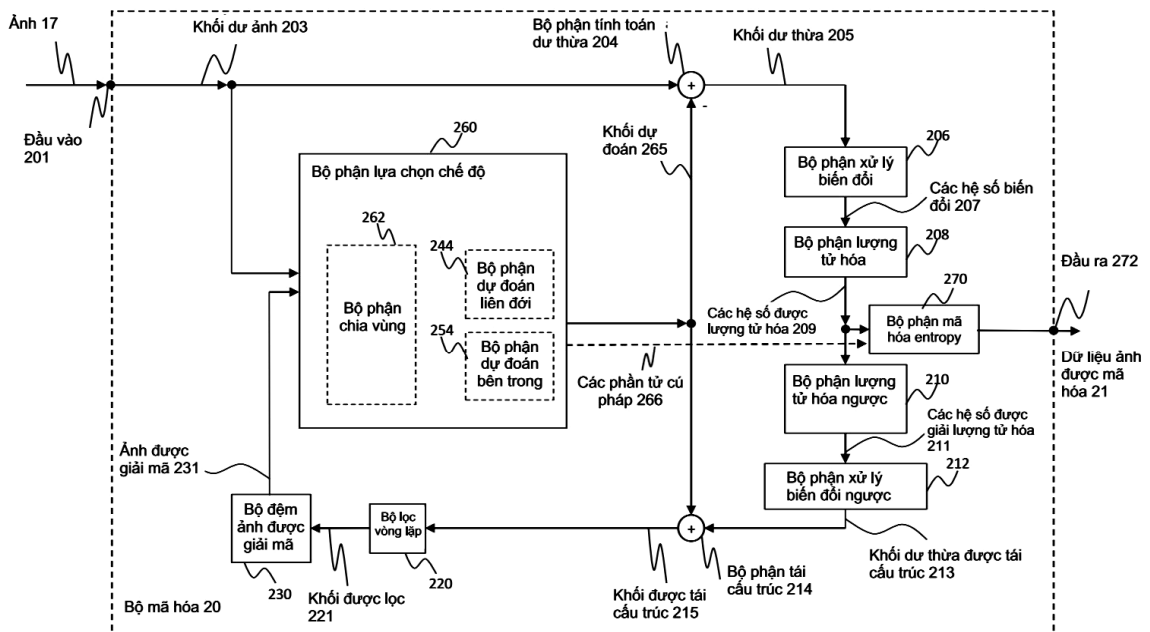 Ảnh 17
Khối dư ảnh 203
Bộ phận tính toán
dư thừa 204
Khối dư thừa 205
Đầu vào
201
260
Bộ phận lựa chọn chế độ
262
Bộ phận
chia vùng
244
Bộ phận
dự đoán
liên đới
254
Bộ phận
dự đoán
bên trong
Khối dự
đoán 265
Các phần tử cú
pháp 266
206
Bộ phận xử lý
biến đổi
Các hệ số biến
đổi 207
208
Bộ phận lượng
tử hóa
Các hệ số được
lượng tử hóa 209
270
Bộ phận mã
hóa entropy
Đầu ra 272
Dữ liệu ảnh
được mã
hóa 21
210
Bộ phận lượng
tử hóa ngược
Các hệ số được
giải lượng tử hóa
211
212
Bộ phận xử lý
biến đổi ngược
Khối dư thừa được tái
cấu trúc 213
Bộ phận tái
cấu trúc 214
Khối được tái
cấu trúc 215
Bộ lọc
vòng lặp
220
Khối được lọc
221
Ảnh được
giải mã 231
Bộ đệm
ảnh được
giải mã
230
Bộ mã hóa 20